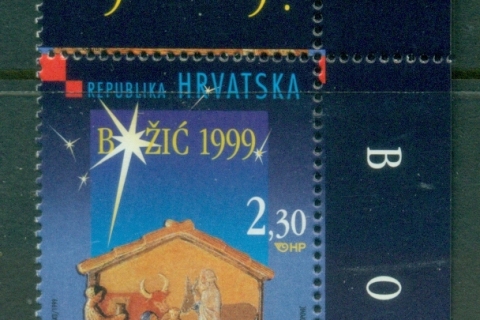 REPUBLIKA HRVATSKA
BOŽIĆ 1999.
2,30
HP
B
O